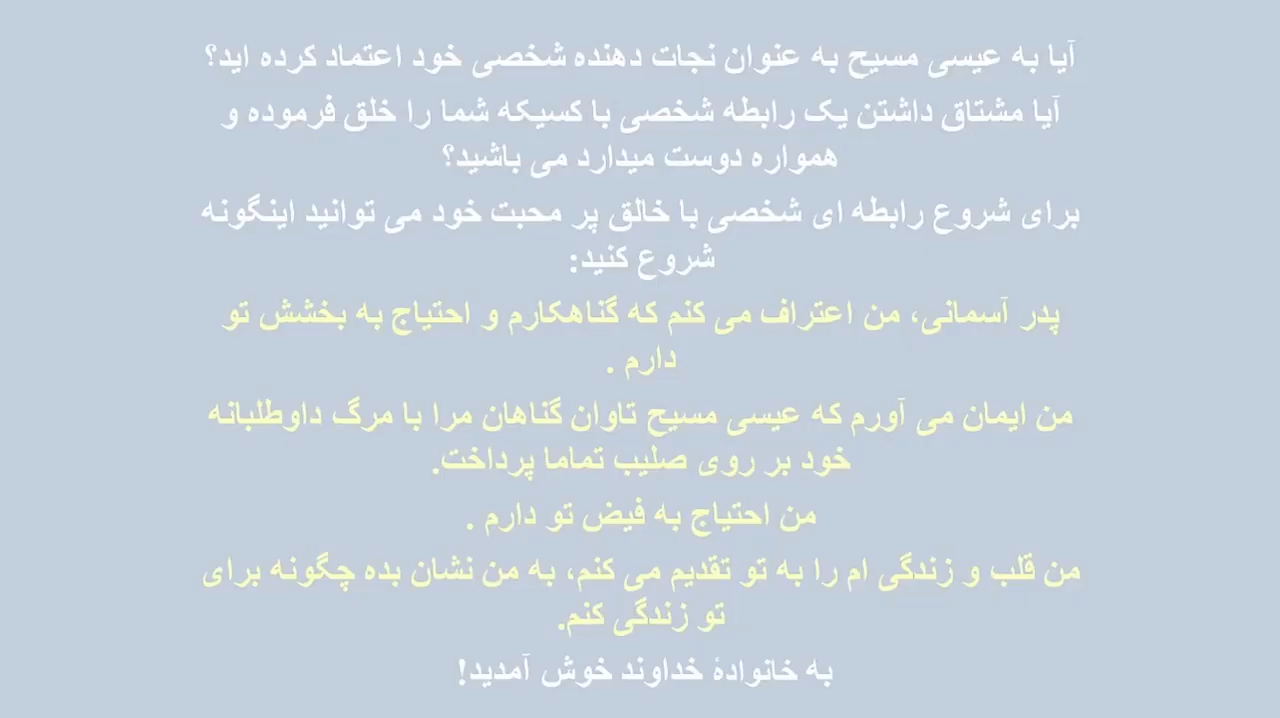 آیا به عیسی مسیح به عنوان نجات دهنده شخصی خود اعتماد کرده اید؟
آیا مشتاق داشتن یک رابطه شخصی با کسیکه شما را خلق فرموده و
همواره دوست میدارد می باشید؟
برای شروع رابطه ای شخصی با خالق پر محبت خود می توانید اینگونه
شروع کنید:
پدر آسمانی، من اعتراف می کنم که گناهکارم و احتیاج به بخشش تو
دارم .
من ایمان می آورم که عیسی مسیح تاوان گناهان مرا با مرگ داوطلبانه
خود بر روی صلیب تماما پرداخت.
من احتیاج به فیض تو دارم .
من قلب و زندگی ام را به تو تقدیم می کنم، به من نشان بده چگونه برای
تو زندگی کنم.
به خانوادهٔ خداوند خوش آمدید!